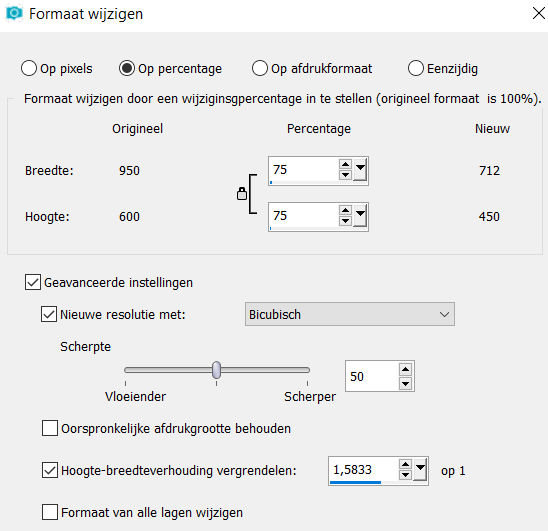 Formaat wijzigen
Op pixels Op percentage Op afdrukformaat Eenzijdig
Formaat wijzigen door een wijziginsgpercentage in te stellen (origineel formaat is 100%).
Origineel Percentage Nieuw
Breedte: 950 75 712
Hoogte: 600 75 450
Geavanceerde instellingen
Nieuwe resolutie met: Bicubisch
Scherpte
50
Vloeiender Scherper
Oorspronkelijke afdrukgrootte behouden
Hoogte-breedteverhouding vergrendelen: 1,5833 op 1
Formaat van alle lagen wijzigen